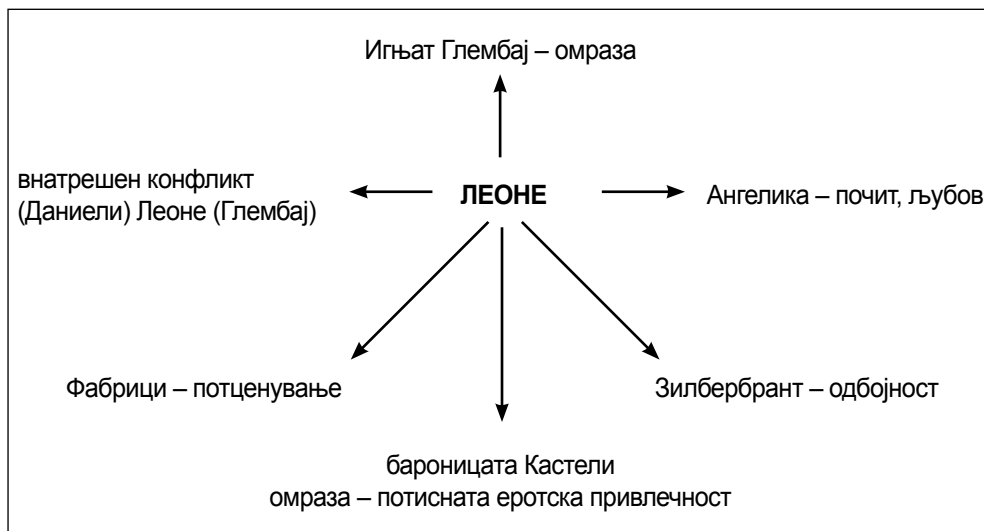 Игњат Глембај – омраза
внатрешен конфликт
(Даниели) Леоне (Глембај)
ЛЕОНЕ
Ангелика – почит, љубов
Фабрици – потценување
Зилбербрант – одбојност
бароницата Кастели
омраза – потисната еротска привлечност